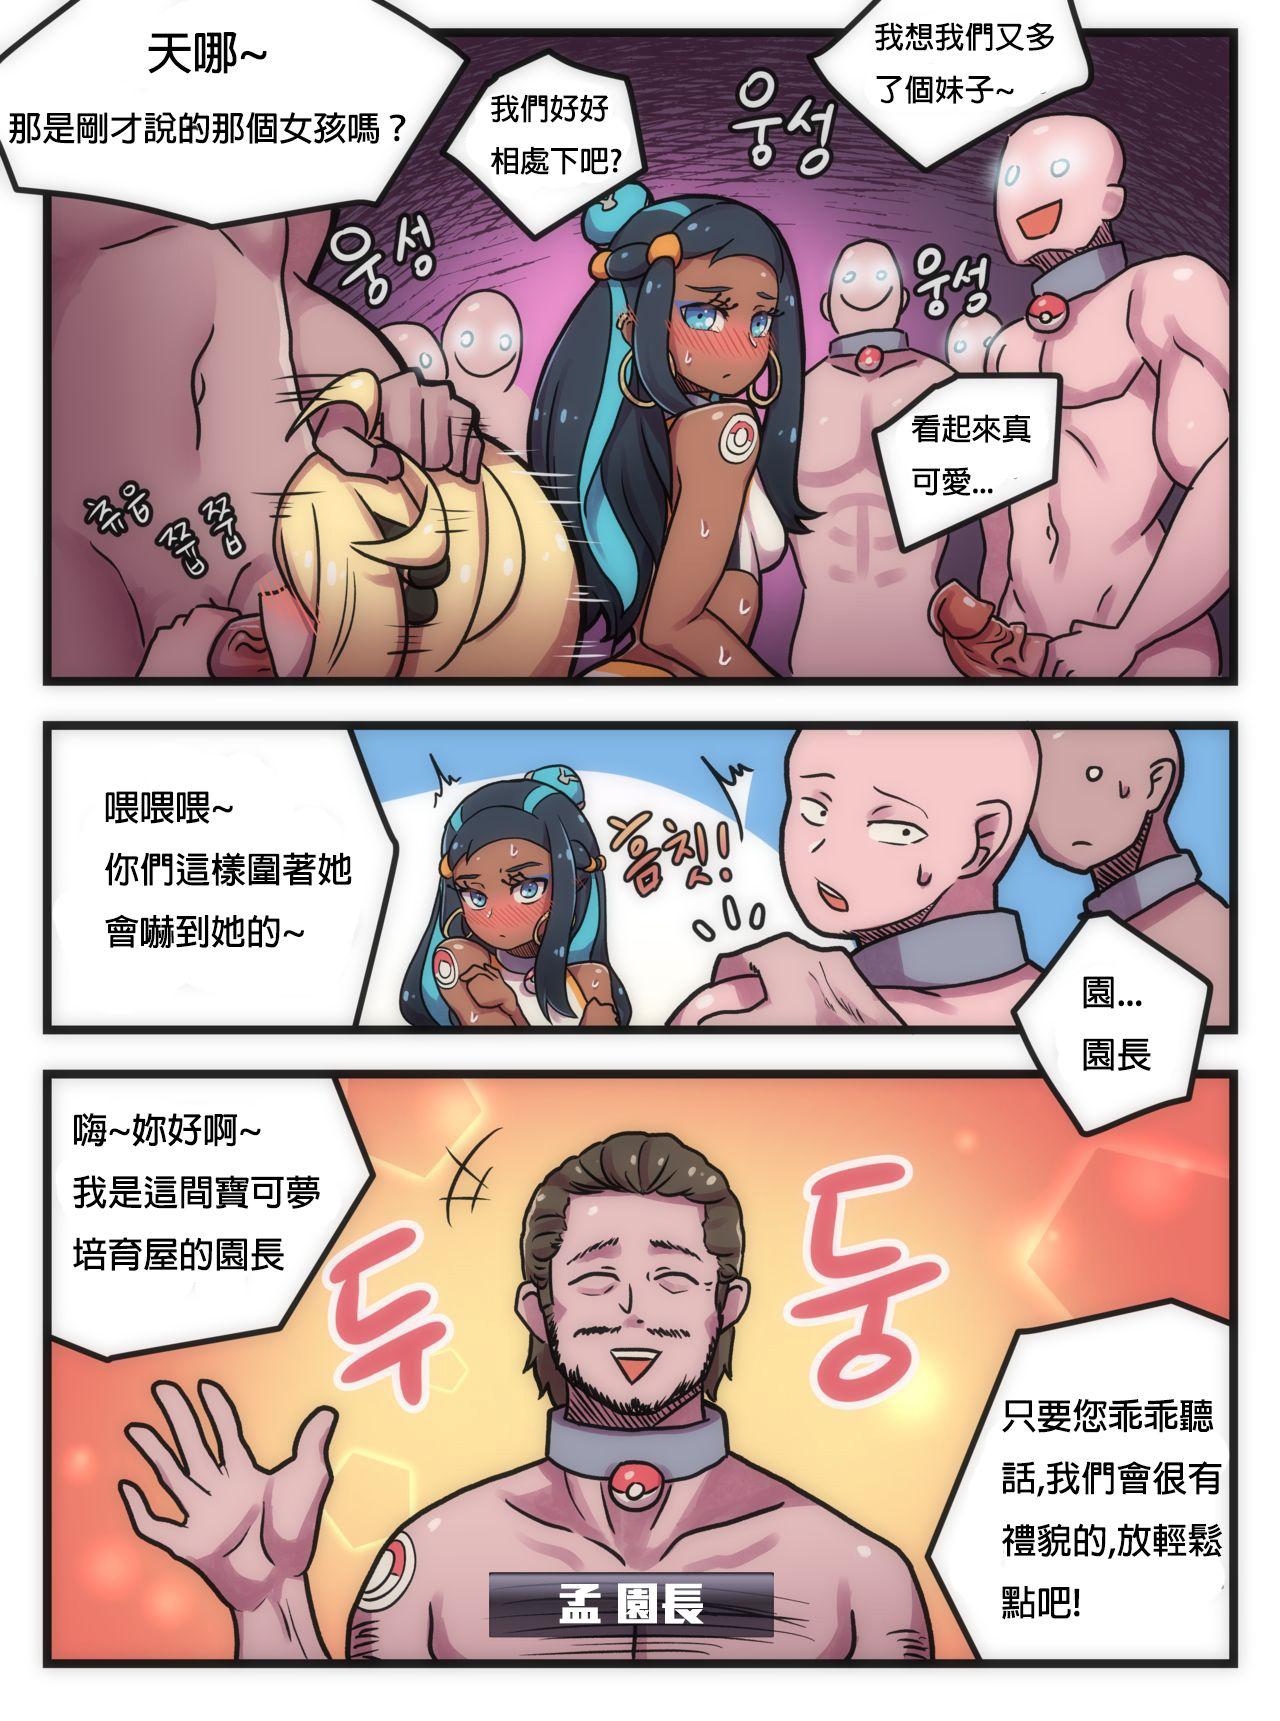 天哪~
那是剛才說的那個女孩嗎？
我們好好
相處下吧?
我想我們又多
了個妹子~
웅성
웅성
웅성
看起來真
可愛...
츄읍
쯉쯉
喂喂喂~
你們這樣圍著她
會嚇到她的~
흠칫!
園...
園長
嗨~妳好啊~
我是這間寶可夢
培育屋的園長
두둥
只要您乖乖聽
話,我們會很有
禮貌的,放輕鬆
點吧!
孟 園長